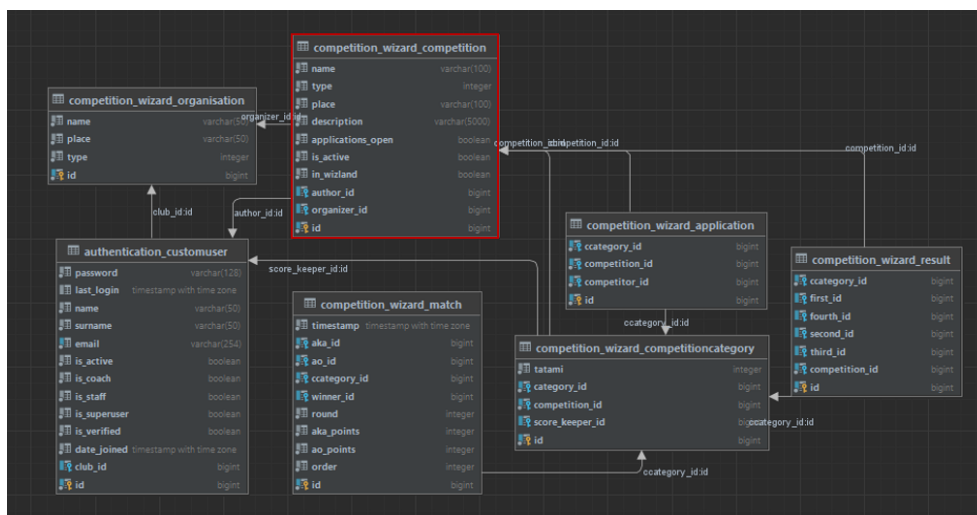 competition_wizard_competition
name varchar(100)
type integer
place varchar(100)
description varchar(5000)
applications_open boolean
is_active boolean
in_wizland boolean
author_id bigint
organizer_id bigint
id bigint
competition_wizard_organisation
name varchar(50)
place varchar(50)
type integer
id bigint
organizer_id:id
club_id:id
author_id:id
authentication_customuser
password varchar(128)
last_login timestamp with time zone
name varchar(50)
surname varchar(50)
email varchar(254)
is_active boolean
is_coach boolean
is_staff boolean
is_superuser boolean
is_verified boolean
date_joined timestamp with time zone
club_id bigint
id bigint
score_keeper_id:id
competition_wizard_match
timestamp timestamp with time zone
aka_id bigint
ao_id bigint
ccategory_id bigint
winner_id bigint
round integer
aka_points integer
ao_points integer
order integer
id bigint
competition_id:id
competition_id:id
competition_id:id
competition_wizard_application
ccategory_id bigint
competition_id bigint
competitor_id bigint
id bigint
ccategory_id:id
competition_wizard_competitioncategory
tatami integer
category_id bigint
competition_id bigint
score_keeper_id bigint
id bigint
ccategory_id:id
ccategory_id:id
competition_wizard_result
ccategory_id bigint
first_id bigint
fourth_id bigint
second_id bigint
third_id bigint
competition_id bigint
id bigint